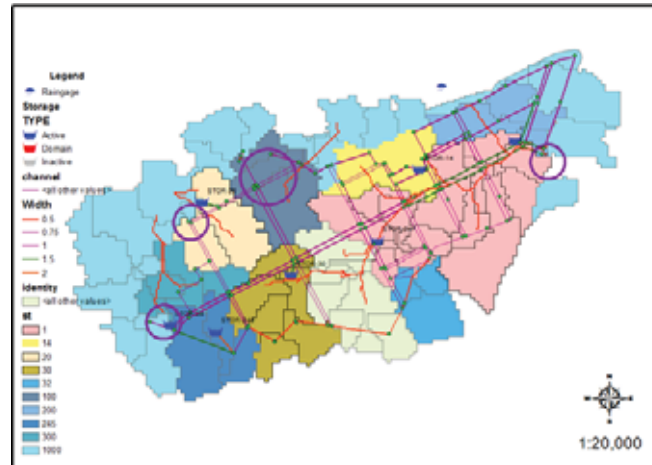 Legend
Raingage
Storage
TYPE
Active
Domain
Inactive
channel
<all other values>
Width
0.5
0.75
1
1.5
2
identity
<all other values>
st
1
14
20
30
32
100
200
265
300
1000
N
1:20,000